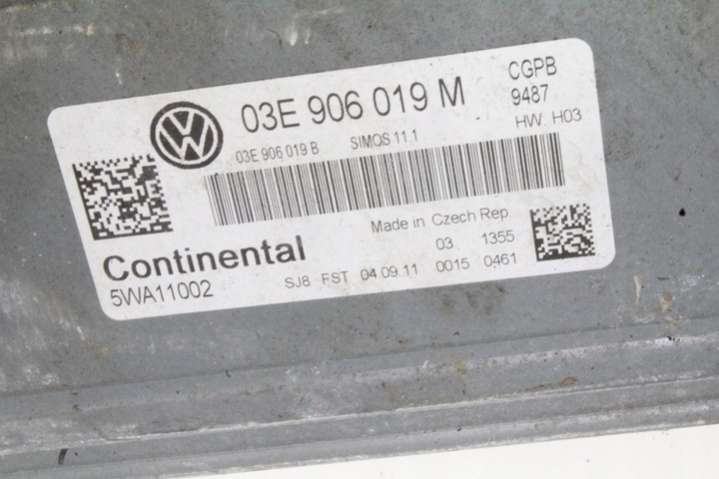 03E 906 019 M
CGPB
9487
03E 906 019 B SIMOS 11.1
HW H03
Made in Czech Rep
03. 1355
Continental
5WA11002
SJ8 FST 04.09.11 0015 0461